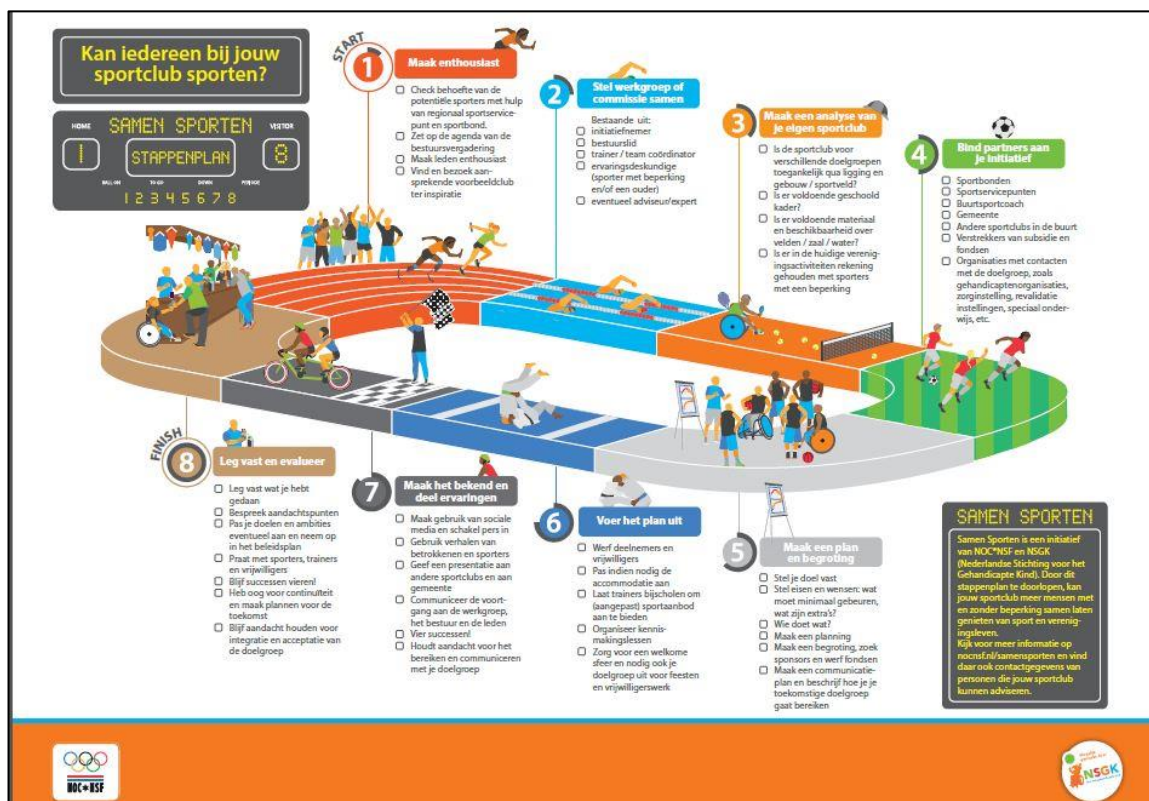 Kan iedereen bij jouw
sportclub sporten?
HOME
SAMEN SPORTEN
VISITOR
1
STAPPENPLAN
8
BALL ON
TO GO
DOWN
PERIODE
1 2 3 4 5 6 7 8
START
1
Maak enthousiast
Check behoefte van de
potentiële sporters met hulp
van regionaal sportservice-
punt en sportbond.
Zet op de agenda van de
bestuursvergadering
Maak leden enthousiast
Vind en bezoek aan-
sprekende voorbeeldclub
ter inspiratie
2
Stel werkgroep of
commissie samen
Bestaande uit:
initiatiefnemer
bestuurslid
trainer / team coördinator
ervaringsdeskundige
(sporter met beperking
en/of een ouder)
eventueel adviseur/expert
3
Maak een analyse van
je eigen sportclub
Is de sportclub voor
verschillende doelgroepen
toegankelijk qua ligging en
gebouw / sportveld?
Is er voldoende geschoold
kader?
Is er voldoende materiaal
en beschikbaarheid over
velden / zaal / water?
Is er in de huidige verenig-
ingsactiviteiten rekening
gehouden met sporters
met een beperking
4
Bind partners aan
je initiatief
Sportbonden
Sportservicepunten
Buurtsportcoach
Gemeente
Andere sportclubs in de buurt
Verstrekkers van subsidie en
fondsen
Organisaties met contacten
met de doelgroep, zoals
gehandicaptenorganisaties,
zorginstelling, revalidatie
instellingen, speciaal onder-
wijs, etc.
FINISH
8
Leg vast en evalueer
Leg vast wat je hebt
gedaan
Bespreek aandachtspunten
Pas je doelen en ambities
eventueel aan en neem op
in het beleidsplan
Praat met sporters, trainers
en vrijwilligers
Blijf successen vieren!
Heb oog voor continuïteit
en maak plannen voor de
toekomst
Blijf aandacht houden voor
integratie en acceptatie van
de doelgroep
7
Maak het bekend en
deel ervaringen
Maak gebruik van sociale
media en schakel pers in
Gebruik verhalen van
betrokkenen en sporters
Geef een presentatie aan
andere sportclubs en aan
gemeente
Communiceer de voort-
gang aan de werkgroep,
het bestuur en de leden
Vier successen!
Houdt aandacht voor het
bereiken en communiceren
met je doelgroep
6
Voer het plan uit
Werf deelnemers en
vrijwilligers
Pas indien nodig de
accommodatie aan
Laat trainers bijscholen om
(aangepast) sportaanbod
aan te bieden
Organiseer kennis-
makingslessen
Zorg voor een welkome
sfeer en nodig ook je
doelgroep uit voor feesten
en vrijwilligerswerk
5
Maak een plan
en begroting
Stel je doel vast
Stel eisen en wensen: wat
moet minimaal gebeuren,
wat zijn extra's?
Wie doet wat?
Maak een planning
Maak een begroting, zoek
sponsors en werf fondsen
Maak een communicatie-
plan en beschrijf hoe je je
toekomstige doelgroep
gaat bereiken
SAMEN SPORTEN
Samen Sporten is een initiatief
van NOC*NSF en NSGK
(Nederlandse Stichting voor het
Gehandicapte Kind). Door dit
stappenplan te doorlopen, kan
jouw sportclub meer mensen met
en zonder beperking samen laten
genieten van sport en verenig-
ingsleven.
Kijk voor meer informatie op
nocnsf.nl/samensporten en vind
daar ook contactgegevens van
personen die jouw sportclub
kunnen adviseren.
NOC*NSF
NSGK